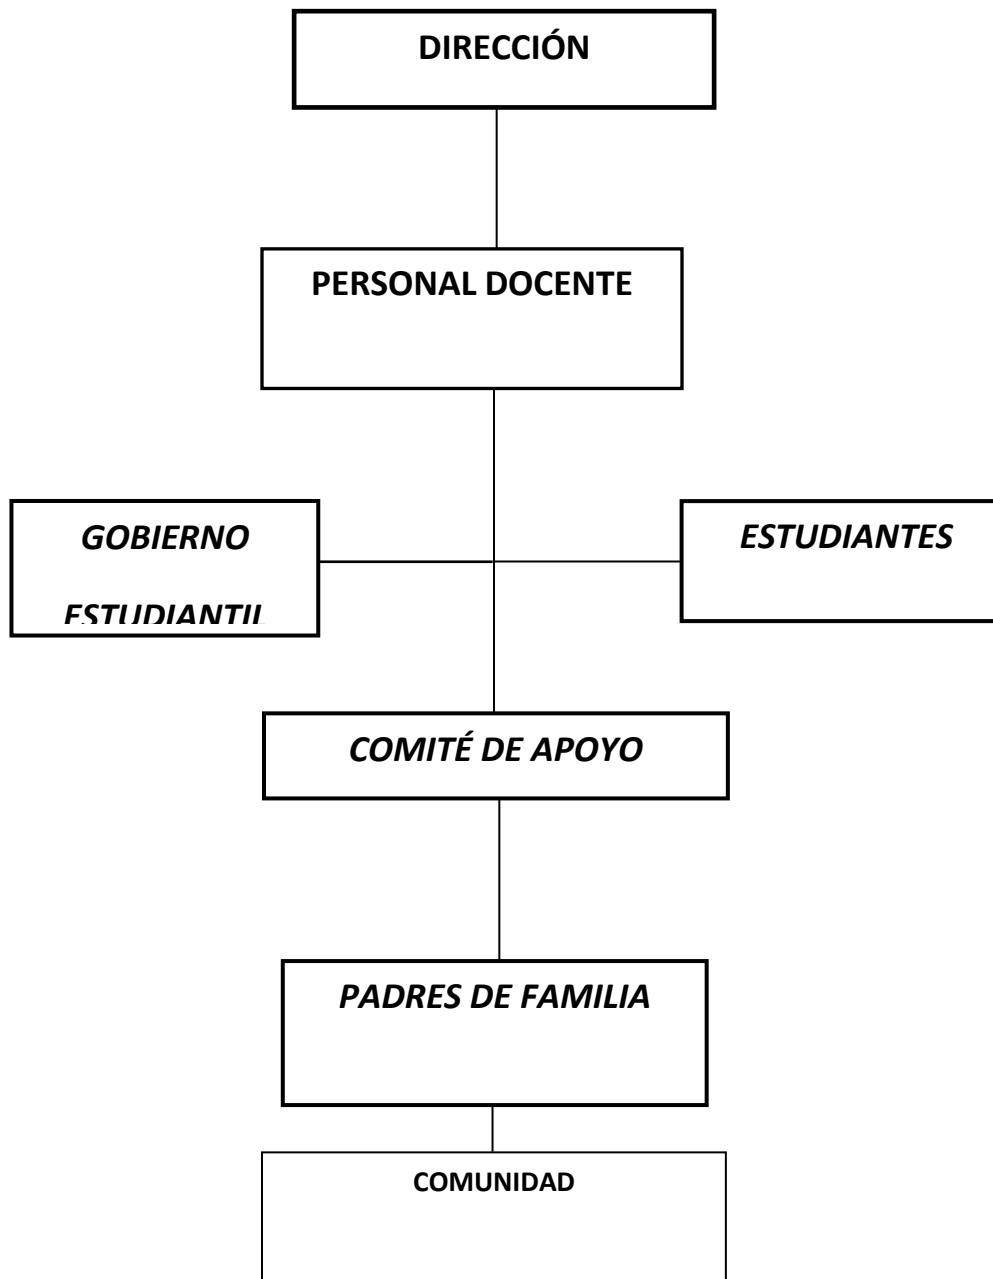 DIRECCIÓN
PERSONAL DOCENTE
GOBIERNO
ESTUDIANTIL
ESTUDIANTES
COMITÉ DE APOYO
PADRES DE FAMILIA
COMUNIDAD